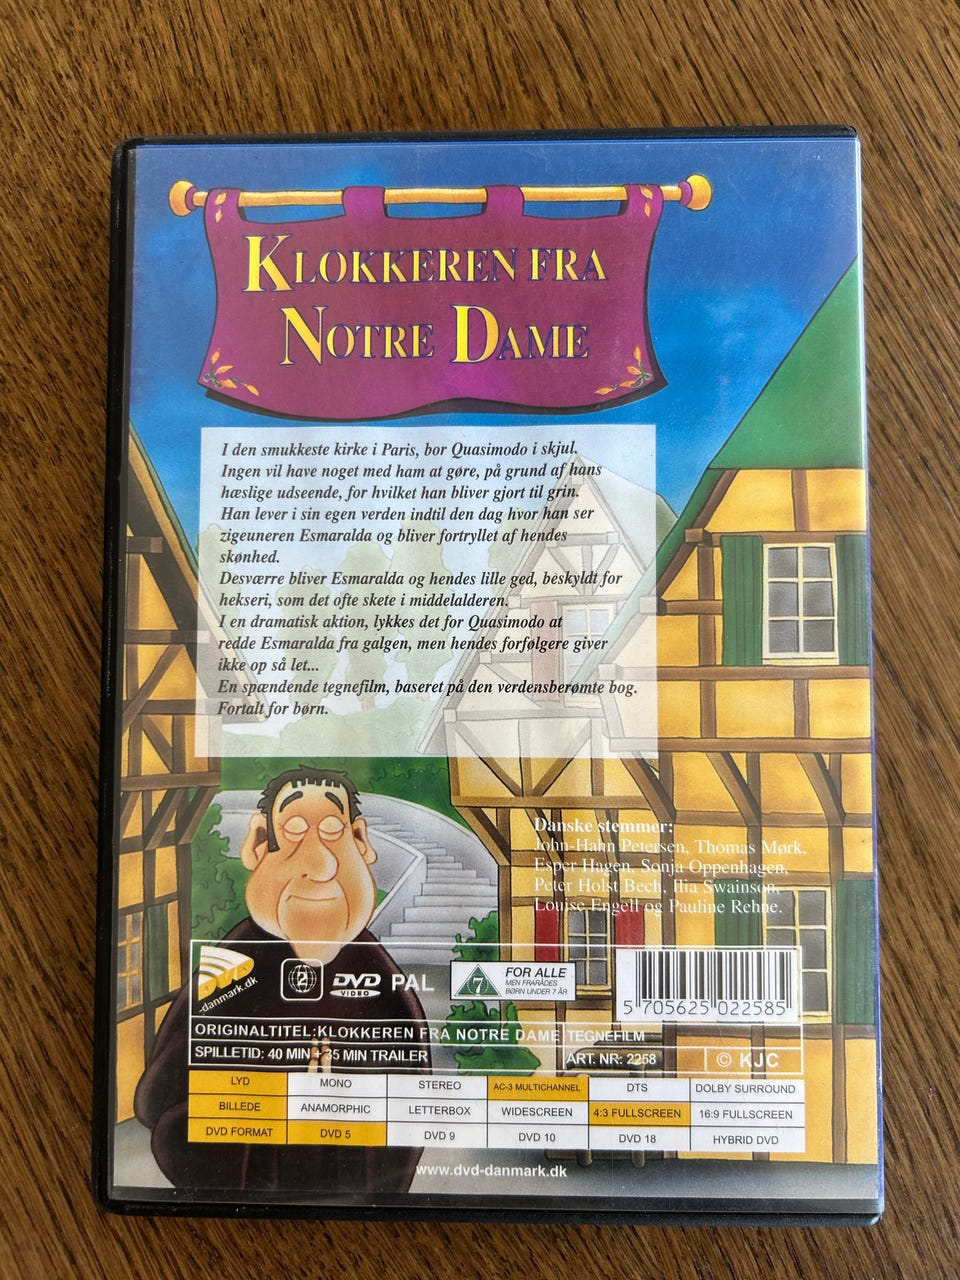 KLOKKEREN FRA
NOTRE DAME
I den smukkeste kirke i Paris, bor Quasimodo i skjul.
Ingen vil have noget med ham at gøre, på grund af hans
hæslige udseende, for hvilket han bliver gjort til grin.
Han lever i sin egen verden indtil den dag hvor han ser
zigeuneren Esmaralda og bliver fortryllet af hendes
skønhed.
Desværre bliver Esmaralda og hendes lille ged, beskyldt for
hekseri, som det ofte skete i middelalderen.
I en dramatisk aktion, lykkes det for Quasimodo at
redde Esmaralda fra galgen, men hendes forfølgere giver
ikke op så let...
En spændende tegnefilm, baseret på den verdensberømte bog.
Fortalt for børn.
Danske stemmer:
John-Hahn Petersen, Thomas Mørk,
Esper Hagen, Sonja Oppenhagen,
Peter Holst Bech, Ilia Swainson,
Louise Engell og Pauline Rehne.
DVD
-danmark.dk
2
DVD VIDEO
PAL
7
FOR ALLE
MEN FRARÅDES
BØRN UNDER 7 ÅR
5 705625 022585
ORIGINALTITEL: KLOKKEREN FRA NOTRE DAME TEGNEFILM
SPILLETID: 40 MIN + 35 MIN TRAILER ART. NR: 2258 © KJC
LYD MONO STEREO AC-3 MULTICHANNEL DTS DOLBY SURROUND
BILLEDE ANAMORPHIC LETTERBOX WIDESCREEN 4:3 FULLSCREEN 16:9 FULLSCREEN
DVD FORMAT DVD 5 DVD 9 DVD 10 DVD 18 HYBRID DVD
www.dvd-danmark.dk